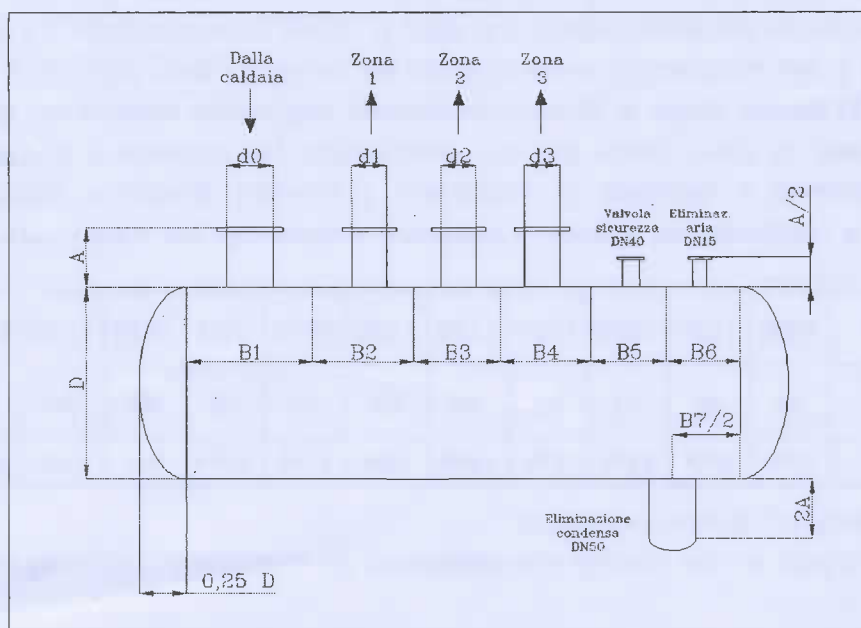 Dalla
caldaia
Zona
1
Zona
2
Zona
3
d0
d1
d2
d3
Valvola
sicurezza
DN40
Eliminaz.
aria
DN15
A/2
A
B1
B2
B3
B4
B5
B6
D
B7/2
Eliminazione
condensa
DN50
2A
0,25 D